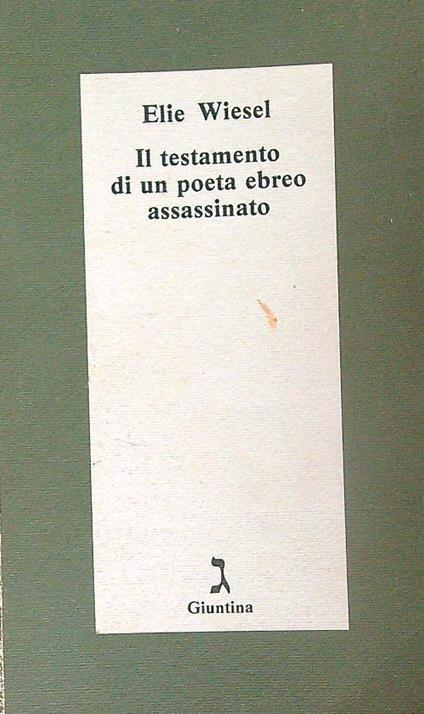 Elie Wiesel
Il testamento
di un poeta ebreo
assassinato
ג
Giuntina